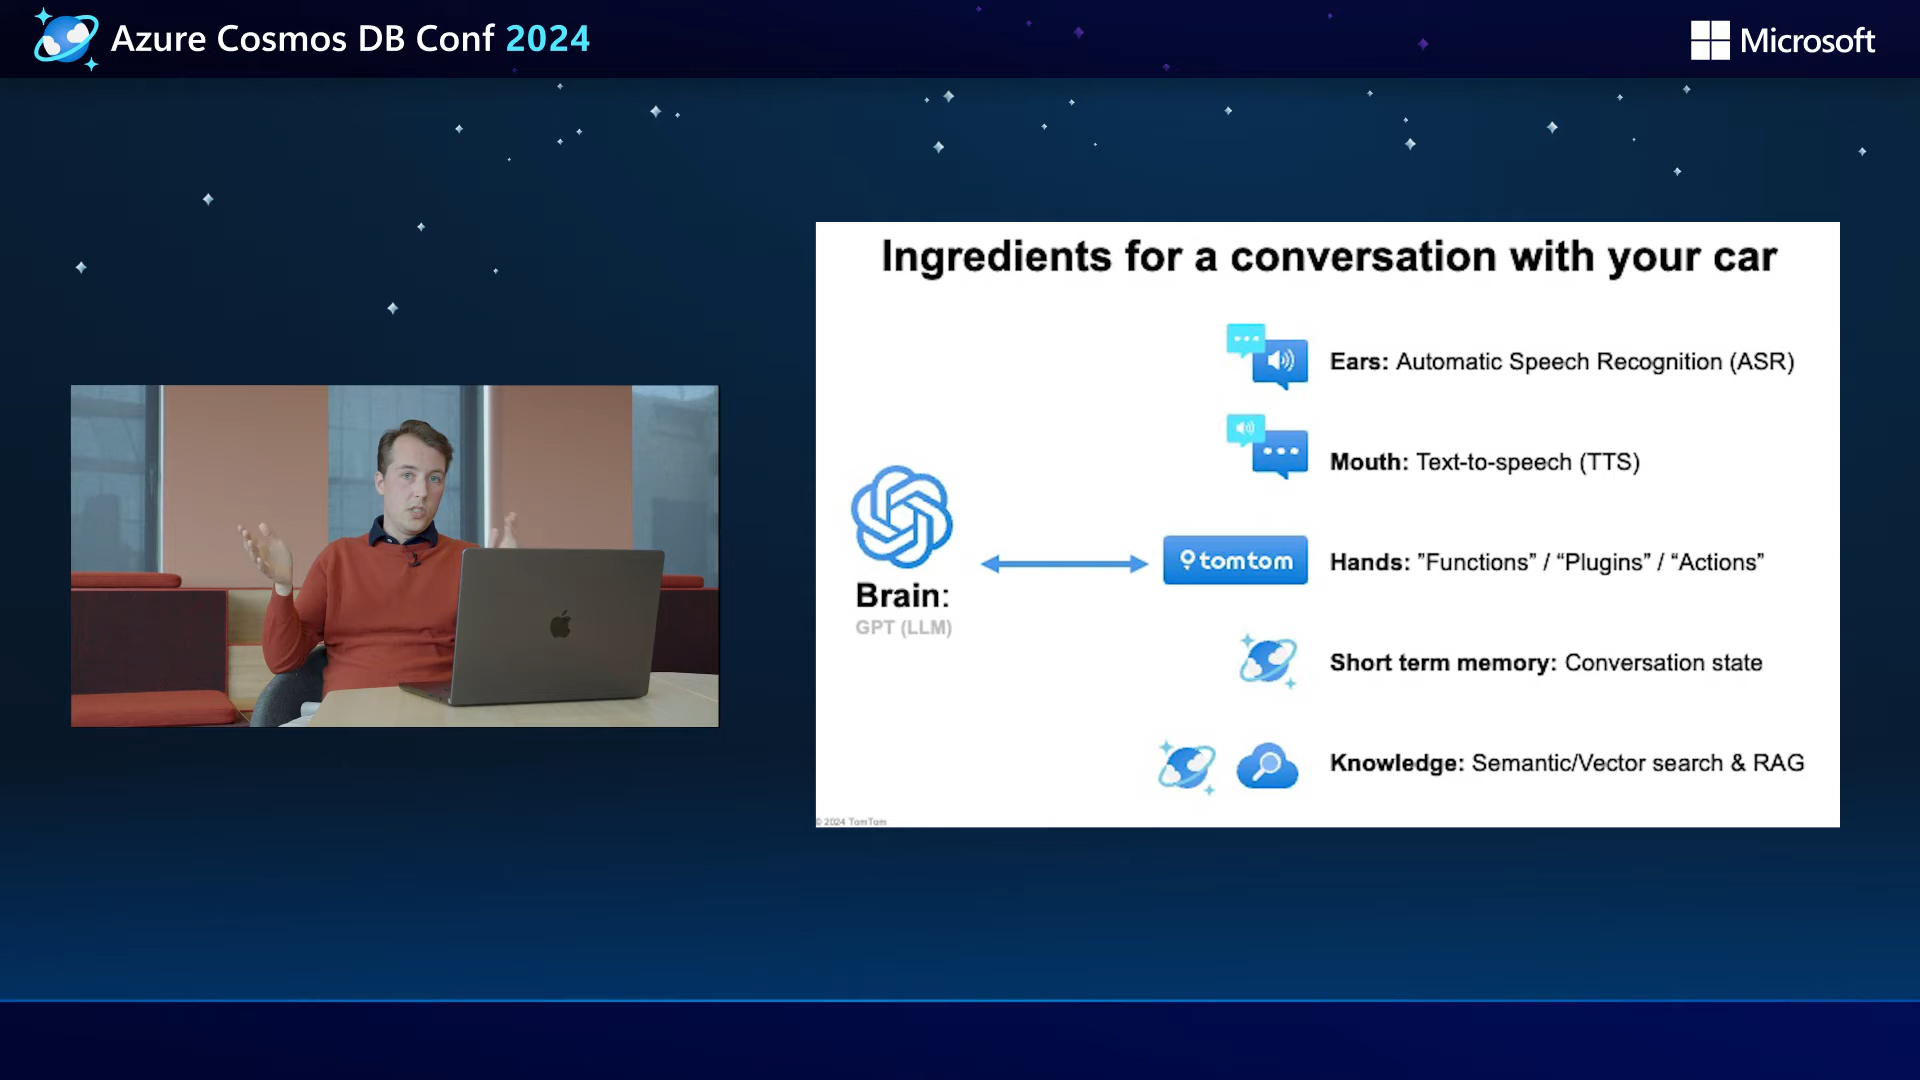 Azure Cosmos DB Conf 2024
Microsoft
Ingredients for a conversation with your car
Ears: Automatic Speech Recognition (ASR)
Mouth: Text-to-speech (TTS)
Brain:
GPT (LLM)
tomtom
Hands: ”Functions” / “Plugins” / “Actions”
Short term memory: Conversation state
Knowledge: Semantic/Vector search & RAG
© 2024 TomTom